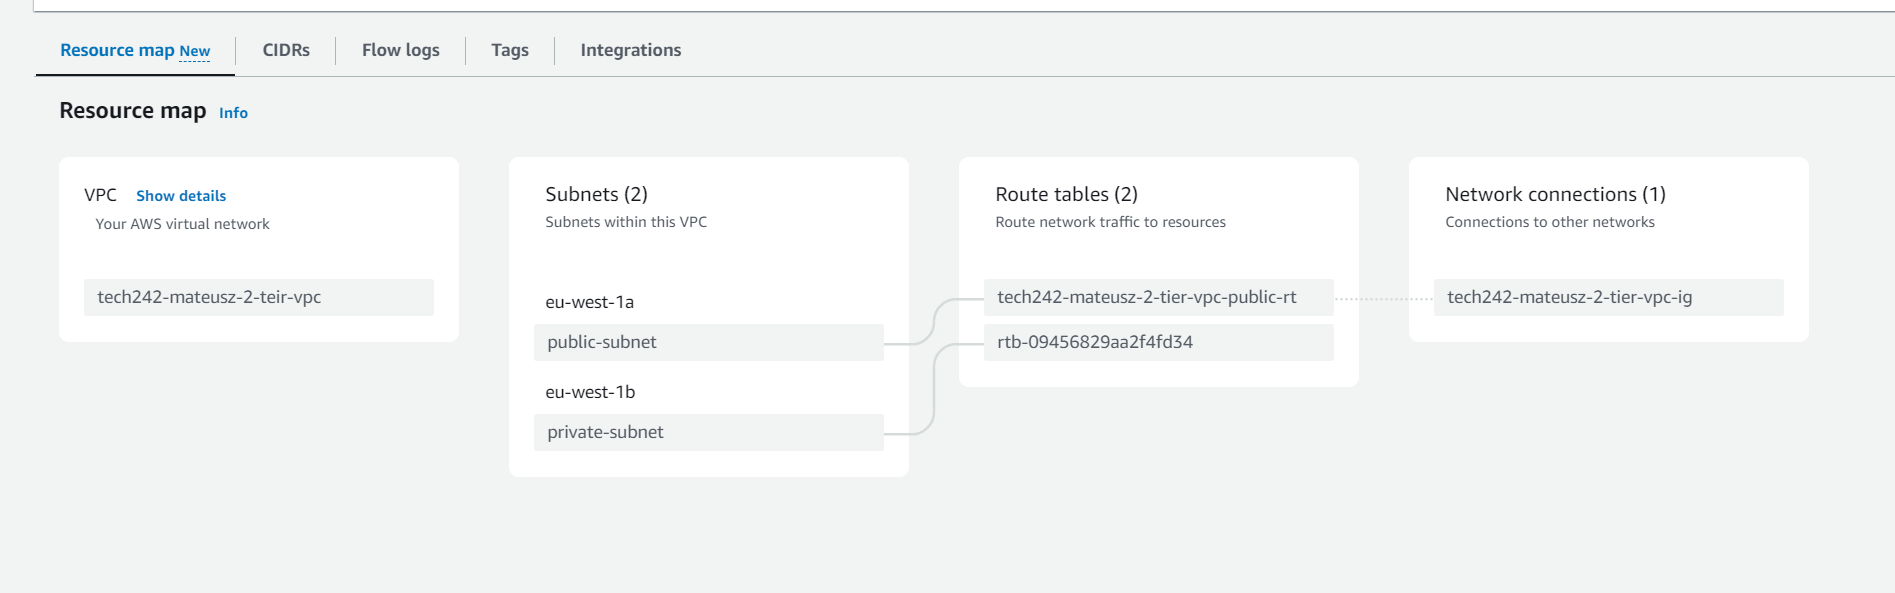 Resource map New
CIDRs
Flow logs
Tags
Integrations
Resource map Info
VPC Show details
Your AWS virtual network
tech242-mateusz-2-teir-vpc
Subnets (2)
Subnets within this VPC
eu-west-1a
public-subnet
eu-west-1b
private-subnet
Route tables (2)
Route network traffic to resources
tech242-mateusz-2-tier-vpc-public-rt
rtb-09456829aa2f4fd34
Network connections (1)
Connections to other networks
tech242-mateusz-2-tier-vpc-ig